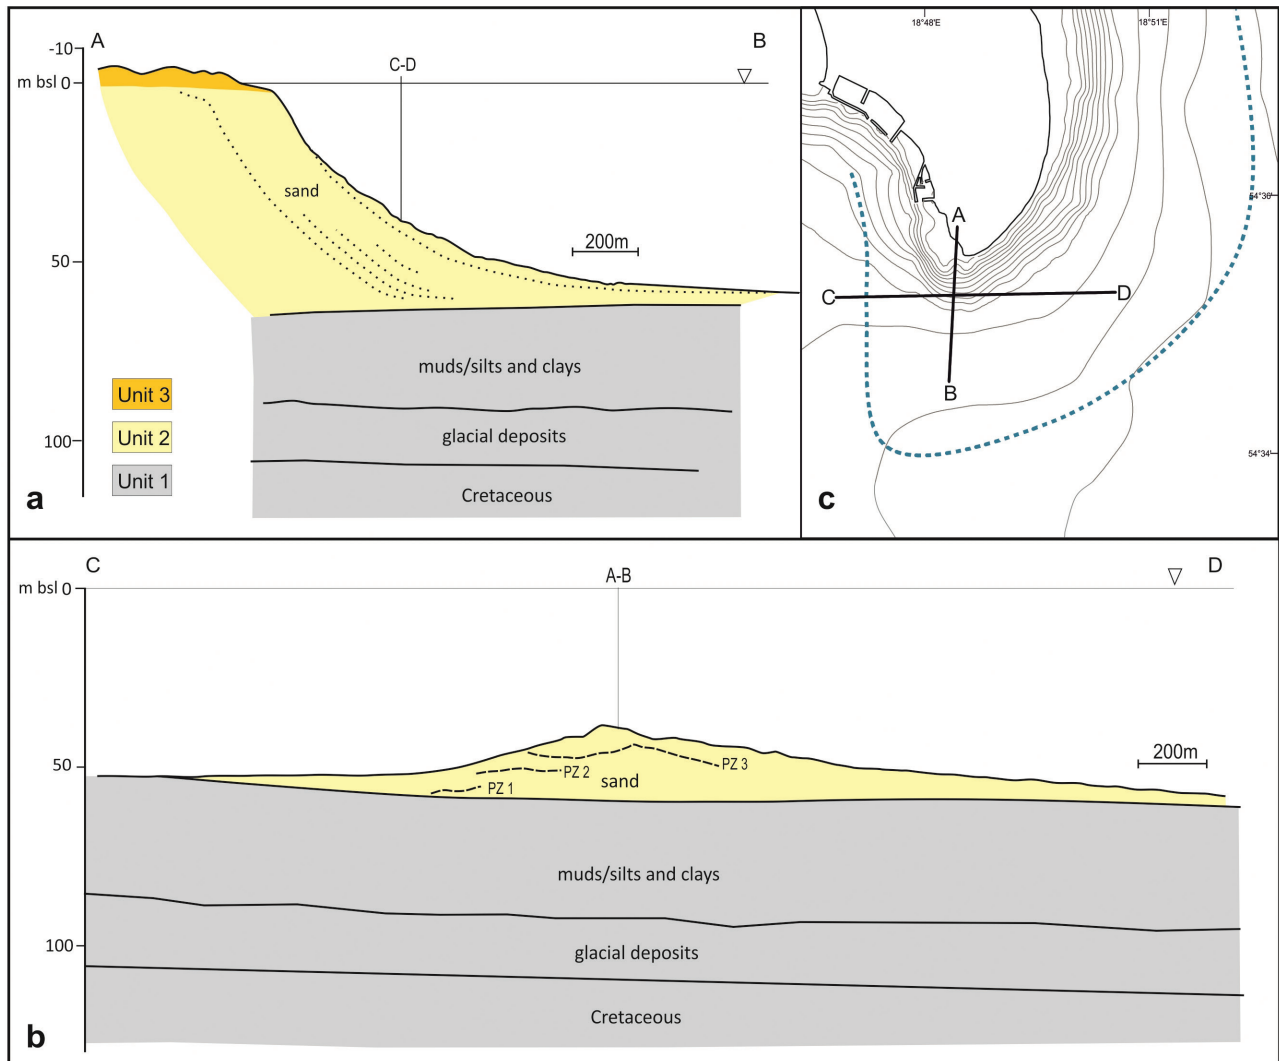 A
B
-10
m bsl 0
C-D
sand
200m
50
muds/silts and clays
Unit 3
Unit 2
glacial deposits
100
Unit 1
Cretaceous
a
18°48'E
18°51'E
54°36'
A
C
D
B
54°34'
c
C
A-B
D
m bsl 0
50
200m
PZ 3
PZ 2
sand
PZ 1
muds/silts and clays
100
glacial deposits
Cretaceous
b